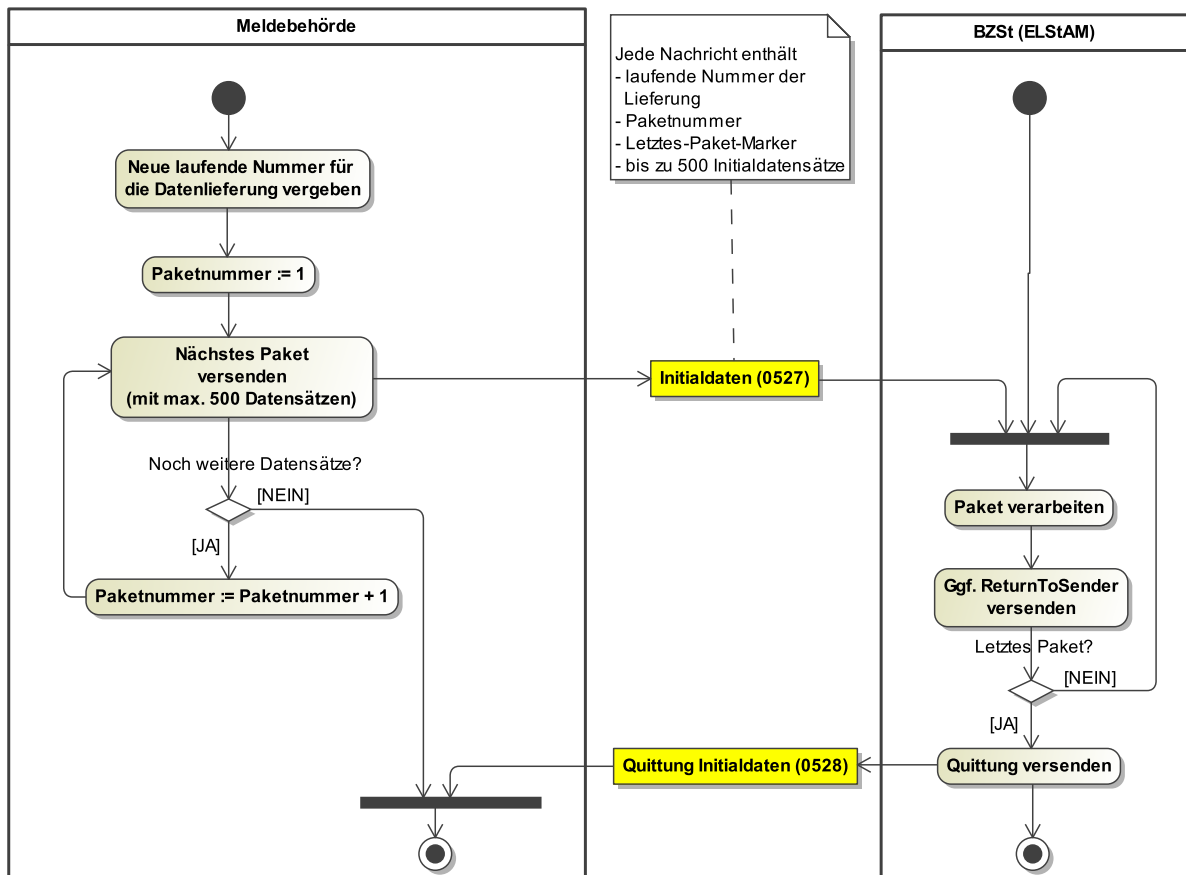 Meldebehörde
Neue laufende Nummer für
die Datenlieferung vergeben
Paketnummer := 1
Nächstes Paket
versenden
(mit max. 500 Datensätzen)
Noch weitere Datensätze?
[NEIN]
[JA]
Paketnummer := Paketnummer + 1
Jede Nachricht enthält
- laufende Nummer der
Lieferung
- Paketnummer
- Letztes-Paket-Marker
- bis zu 500 Initialdatensätze
Initialdaten (0527)
Quittung Initialdaten (0528)
BZSt (ELStAM)
Paket verarbeiten
Ggf. ReturnToSender
versenden
Letztes Paket?
[NEIN]
[JA]
Quittung versenden